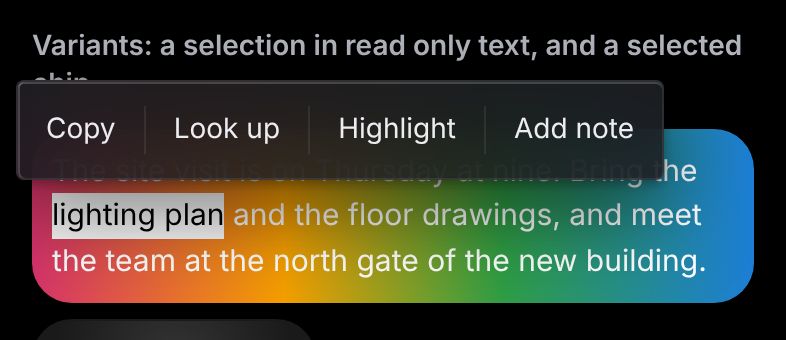 Variants: a selection in read only text, and a selected
chip
Copy Look up Highlight Add note
The site visit is on Thursday at nine. Bring the
lighting plan and the floor drawings, and meet
the team at the north gate of the new building.